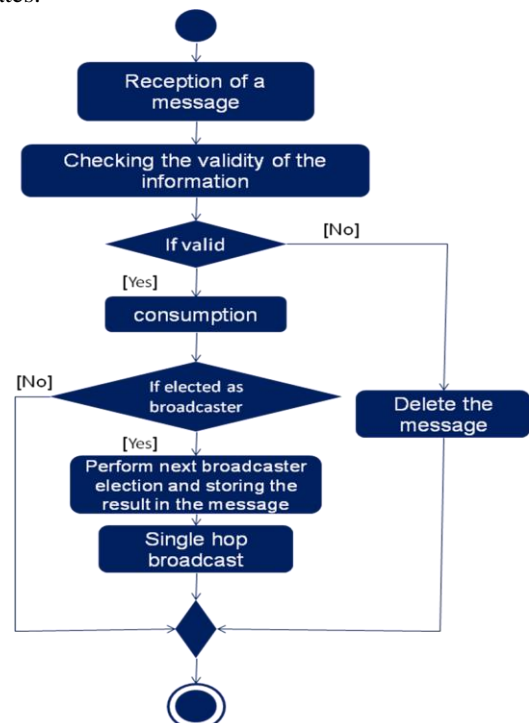 Reception of a
message
Checking the validity of the
information
If valid
[No]
[Yes]
consumption
[No]
If elected as
broadcaster
Delete the
message
[Yes]
Perform next broadcaster
election and storing the
result in the message
Single hop
broadcast